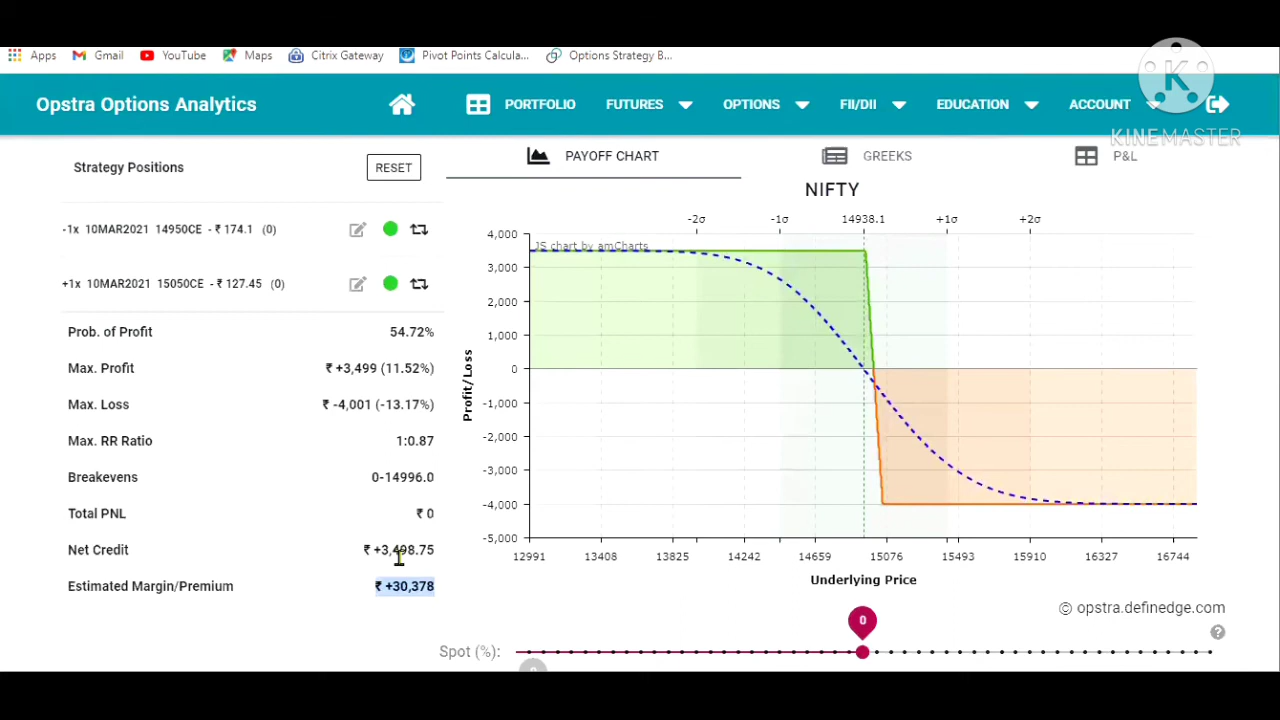 Apps Gmail YouTube Maps Citrix Gateway Pivot Points Calcula... Options Strategy B...
K
KINEMASTER
Opstra Options Analytics PORTFOLIO FUTURES OPTIONS FII/DII EDUCATION ACCOUNT
Strategy Positions RESET
PAYOFF CHART GREEKS P&L
NIFTY
-1x 10MAR2021 14950CE - ₹ 174.1 (0)
+1x 10MAR2021 15050CE - ₹ 127.45 (0)
Prob. of Profit 54.72%
Max. Profit ₹ +3,499 (11.52%)
Max. Loss ₹ -4,001 (-13.17%)
Max. RR Ratio 1:0.87
Breakevens 0-14996.0
Total PNL ₹ 0
Net Credit ₹ +3,498.75
Estimated Margin/Premium ₹ +30,378
-2σ -1σ 14938.1 +1σ +2σ
JS chart by amCharts
4,000
3,000
2,000
1,000
0
-1,000
-2,000
-3,000
-4,000
-5,000
Profit/Loss
12991 13408 13825 14242 14659 15076 15493 15910 16327 16744
Underlying Price
© opstra.definedge.com
0
?
Spot (%):